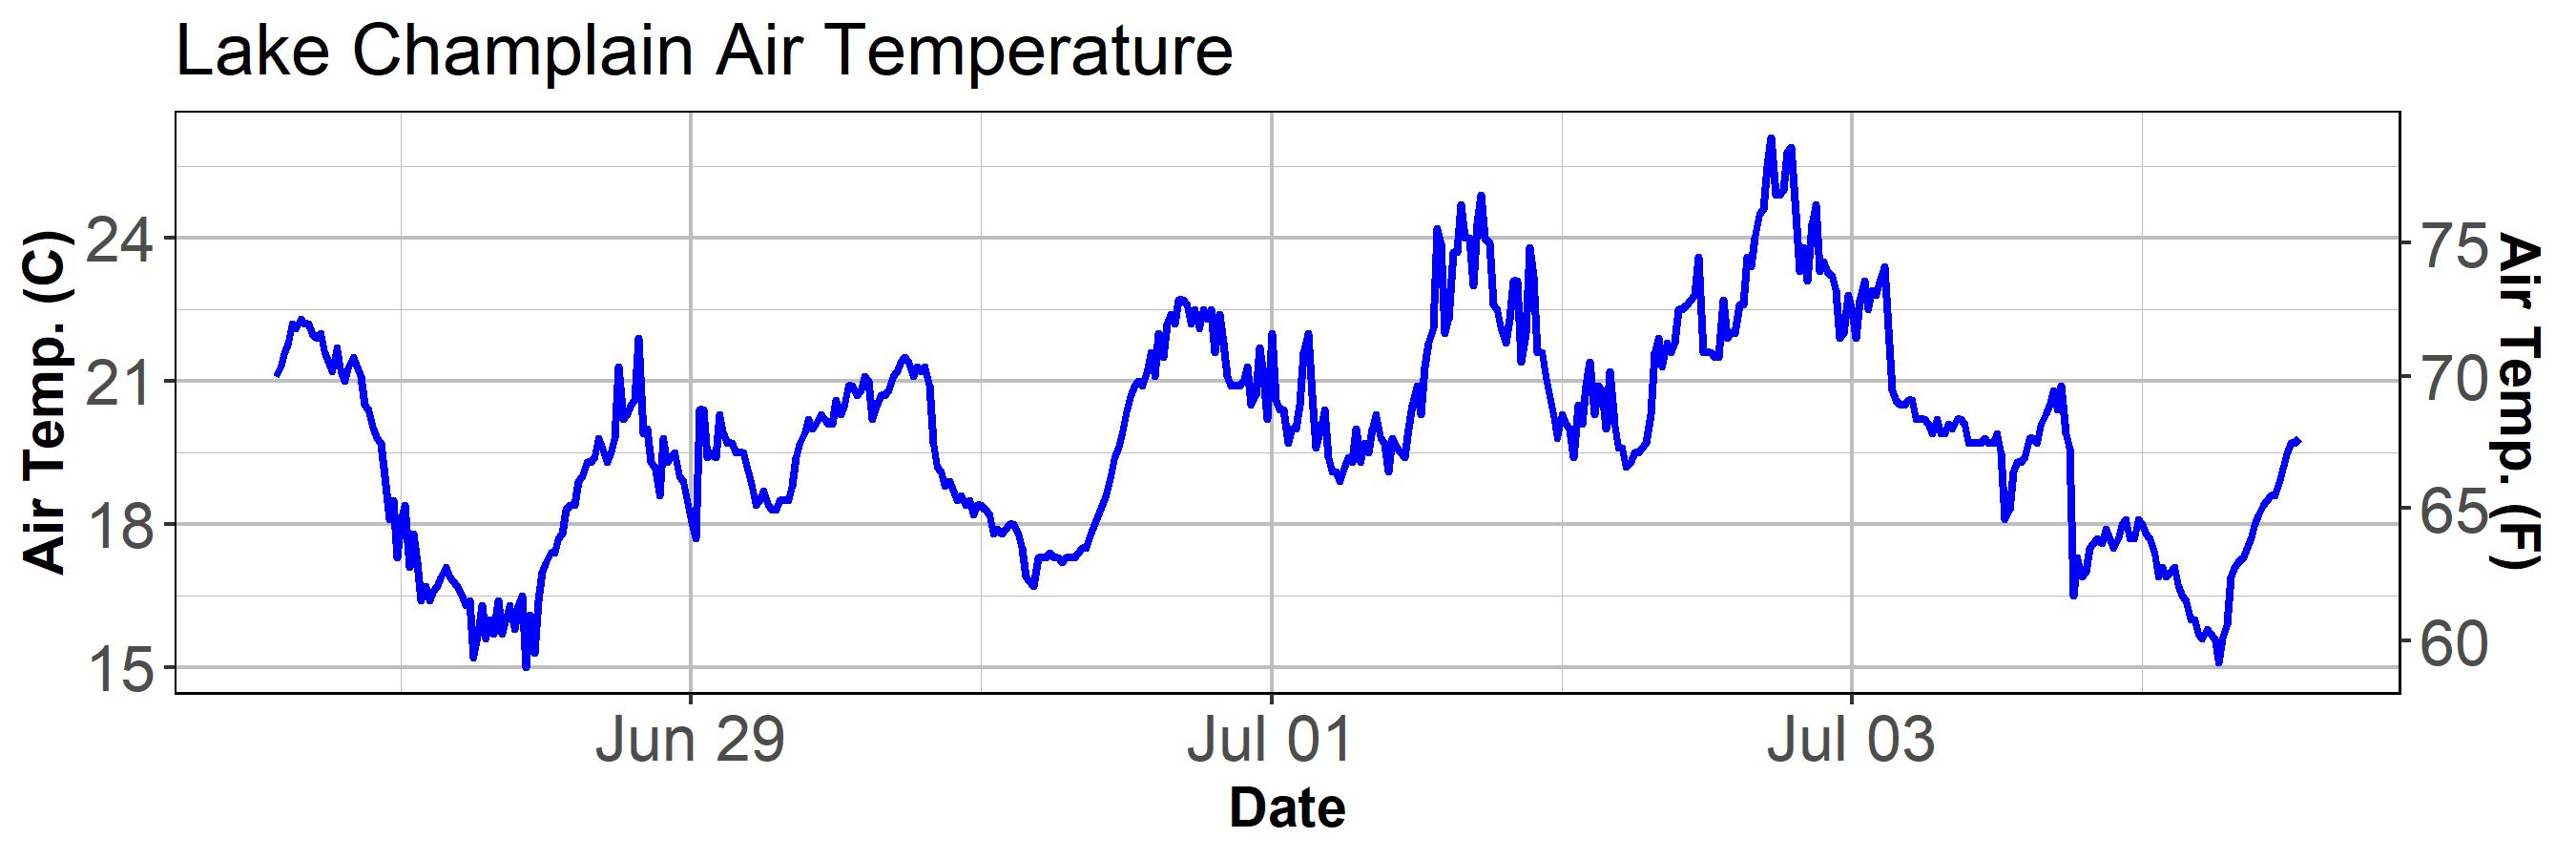 Lake Champlain Air Temperature
Air Temp. (C)
24
21
18
15
75
70
65
60
Air Temp. (F)
Jun 29
Jul 01
Jul 03
Date